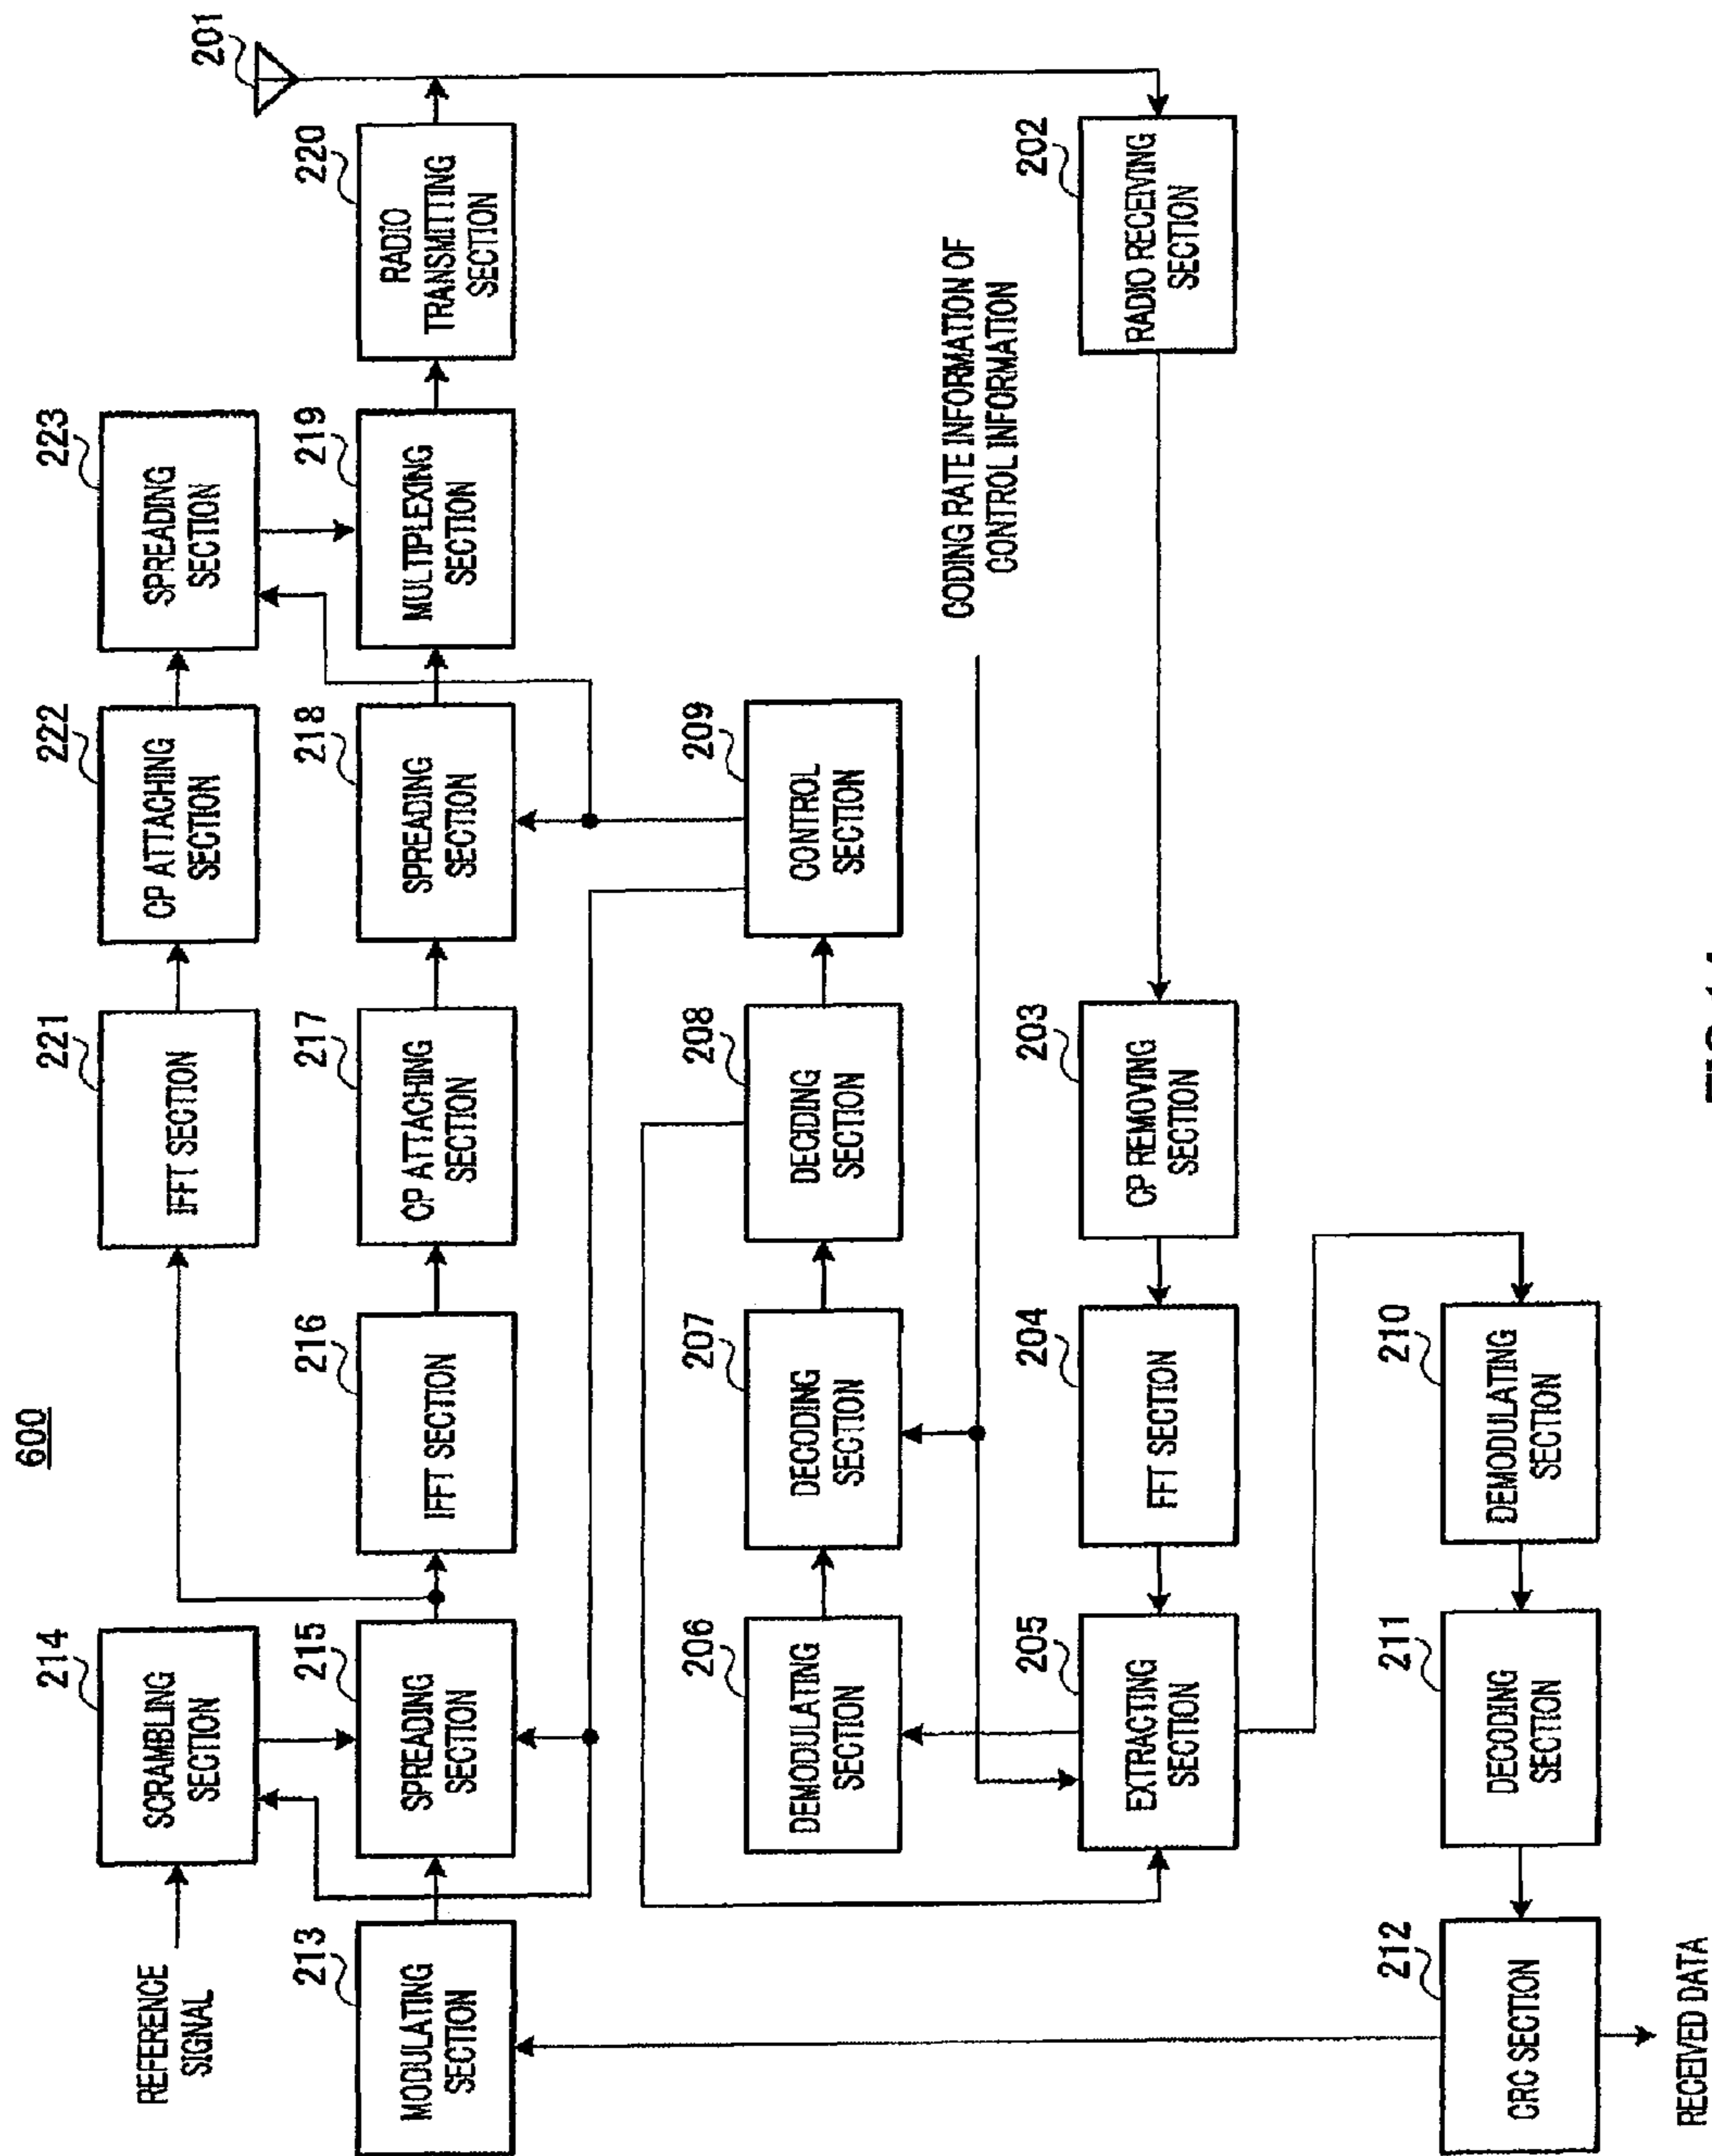 600
REFERENCE
SIGNAL
214
SCRAMBLING
SECTION
221
IFFT SECTION
222
CP ATTACHING
SECTION
223
SPREADING
SECTION
201
213
MODULATING
SECTION
215
SPREADING
SECTION
216
IFFT SECTION
217
CP ATTACHING
SECTION
218
SPREADING
SECTION
219
MULTIPLEXING
SECTION
220
RADIO
TRANSMITTING
SECTION
206
DEMODULATING
SECTION
207
DECODING
SECTION
208
DECIDING
SECTION
209
CONTROL
SECTION
CODING RATE INFORMATION OF
CONTROL INFORMATION
205
EXTRACTING
SECTION
204
FFT SECTION
203
CP REMOVING
SECTION
202
RADIO RECEIVING
SECTION
212
CRC SECTION
211
DECODING
SECTION
210
DEMODULATING
SECTION
RECEIVED DATA